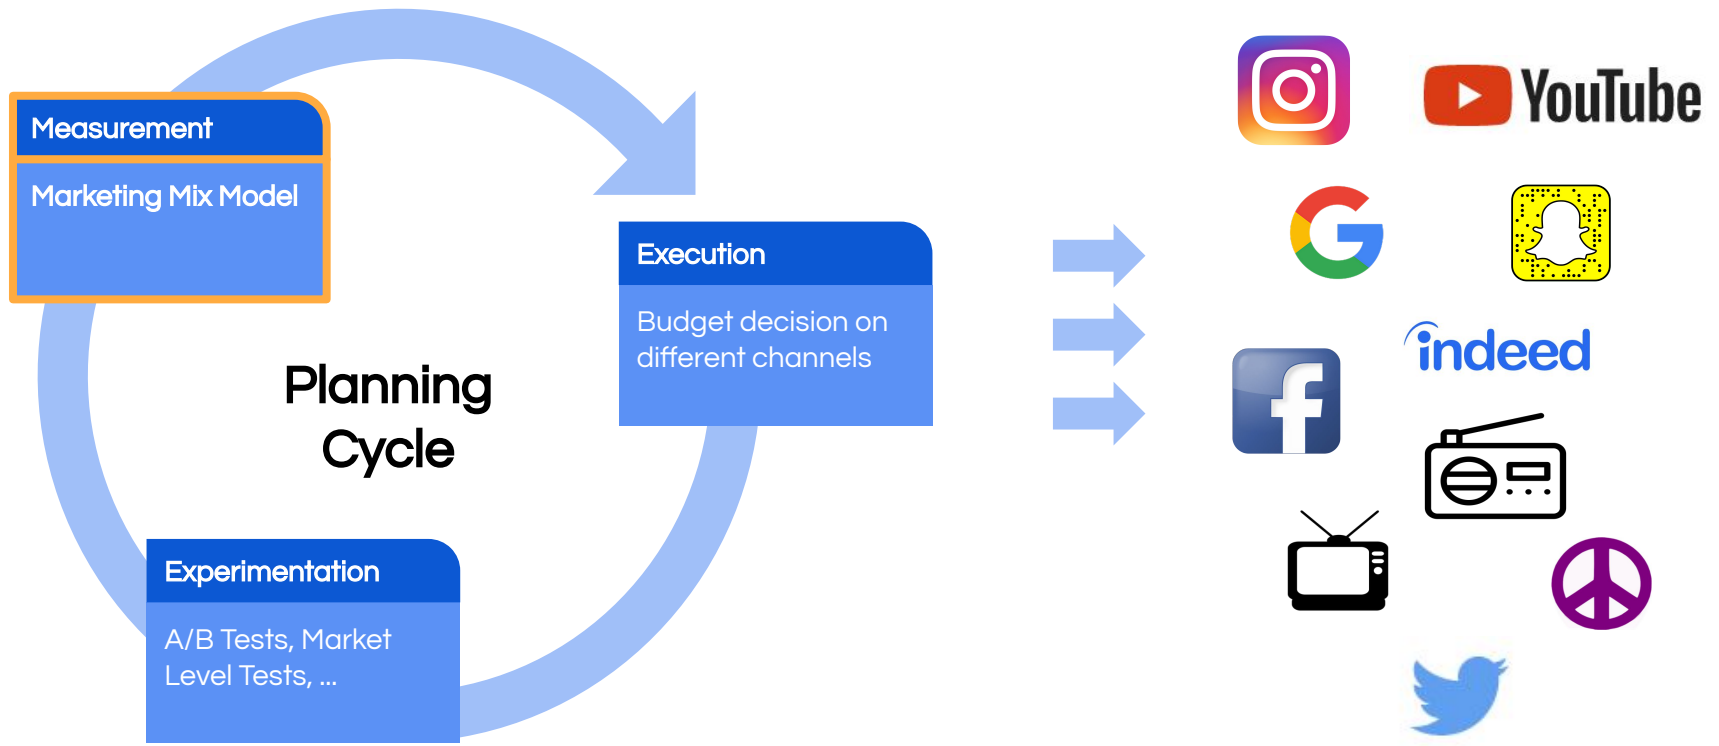 Measurement
Marketing Mix Model
Execution
Budget decision on
different channels
Planning
Cycle
Experimentation
A/B Tests, Market
Level Tests, ...
YouTube
G
indeed
f